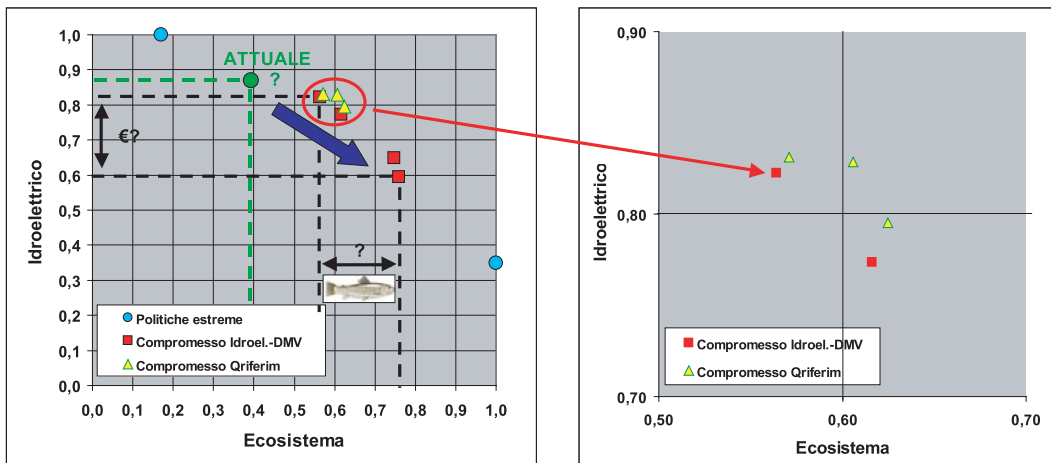 1,0
0,9
0,8
0,7
0,6
0,5
0,4
0,3
0,2
0,1
0,0
Idroelettrico
ATTUALE
?
€?
?
Politiche estreme
Compromesso Idroel.-DMV
Compromesso Qriferim
0,0 0,1 0,2 0,3 0,4 0,5 0,6 0,7 0,8 0,9 1,0
Ecosistema
0,90
0,80
0,70
Idroelettrico
Compromesso Idroel.-DMV
Compromesso Qriferim
0,50 0,60 0,70
Ecosistema